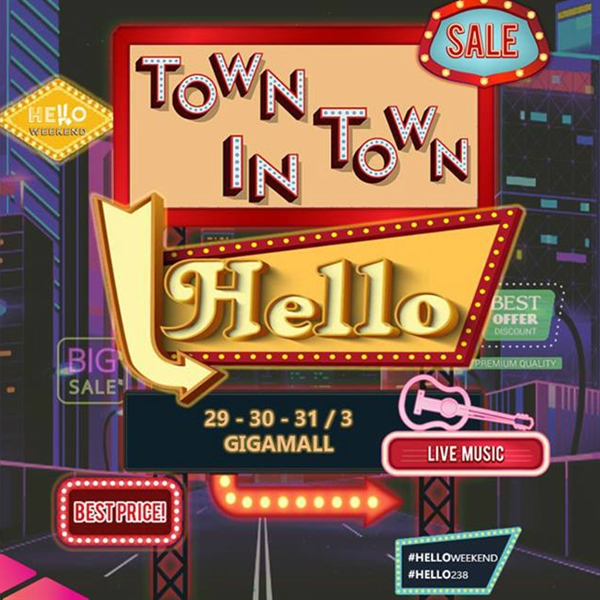 SALE
TOWN TOWN
IN
HELLO
WEEKEND
Hello
BEST
OFFER
DISCOUNT
PREMIUM QUALITY
BIG
SALE
29 - 30 - 31 / 3
GIGAMALL
LIVE MUSIC
BEST PRICE!
#HELLOWEEKEND
#HELLO238